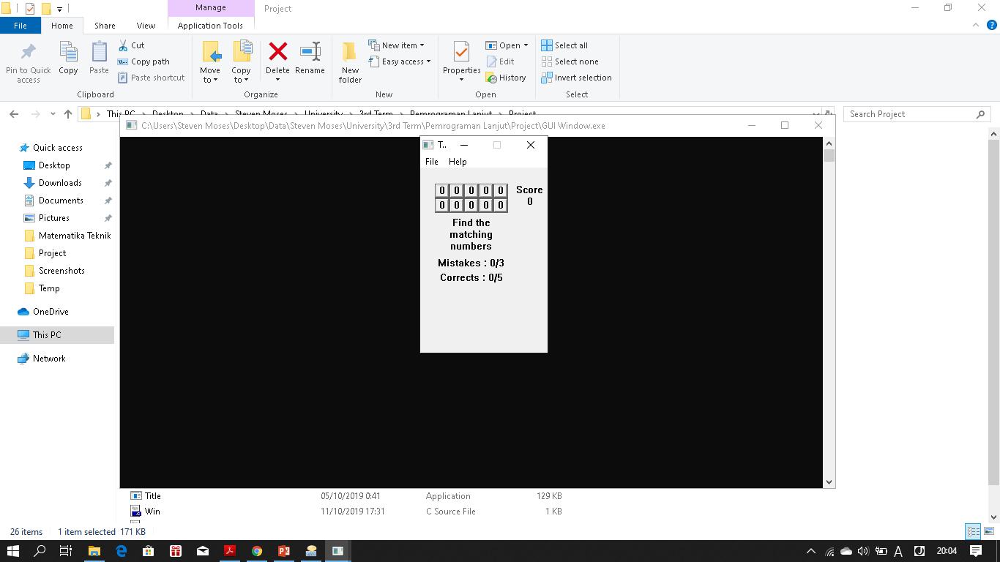 Manage
Project
File
Home
Share
View
Application Tools
Pin to Quick access
Copy
Paste
Cut
Copy path
Paste shortcut
Move to
Copy to
Delete
Rename
New folder
New item
Easy access
Properties
Open
Edit
History
Select all
Select none
Invert selection
Clipboard
Organize
New
Open
Select
This PC > Desktop > Data > Steven Moses > University > 3rd Term > Pemrograman Lanjut > Project
Search Project
C:\Users\Steven Moses\Desktop\Data\Steven Moses\University\3rd Term\Pemrograman Lanjut\Project\GUI Window.exe
T..
File Help
0 0 0 0 0
0 0 0 0 0
Score
0
Find the
matching
numbers
Mistakes : 0/3
Corrects : 0/5
Quick access
Desktop
Downloads
Documents
Pictures
Matematika Teknik
Project
Screenshots
Temp
OneDrive
This PC
Network
Title 05/10/2019 0:41 Application 129 KB
Win 11/10/2019 17:31 C Source File 1 KB
26 items 1 item selected 171 KB
A
20:04